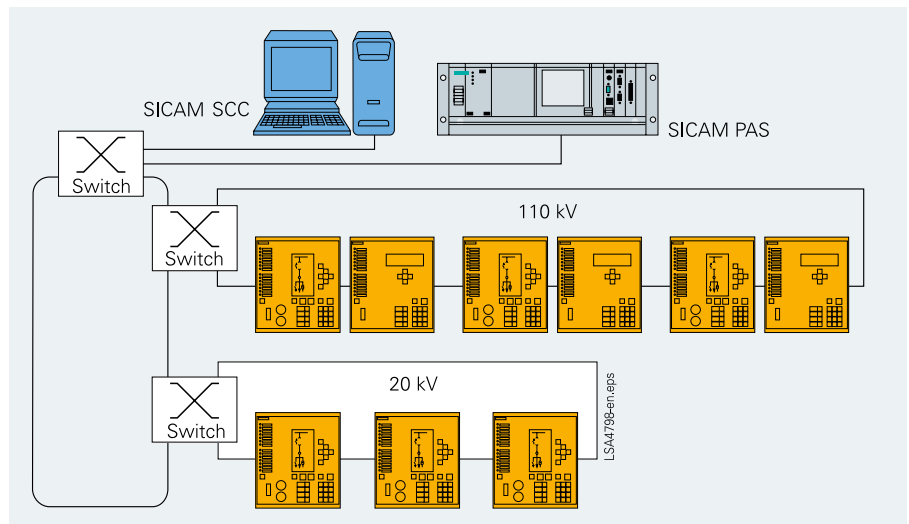 SICAM SCC
SICAM PAS
Switch
Switch
110 kV
Switch
20 kV
LSA4798-en.eps